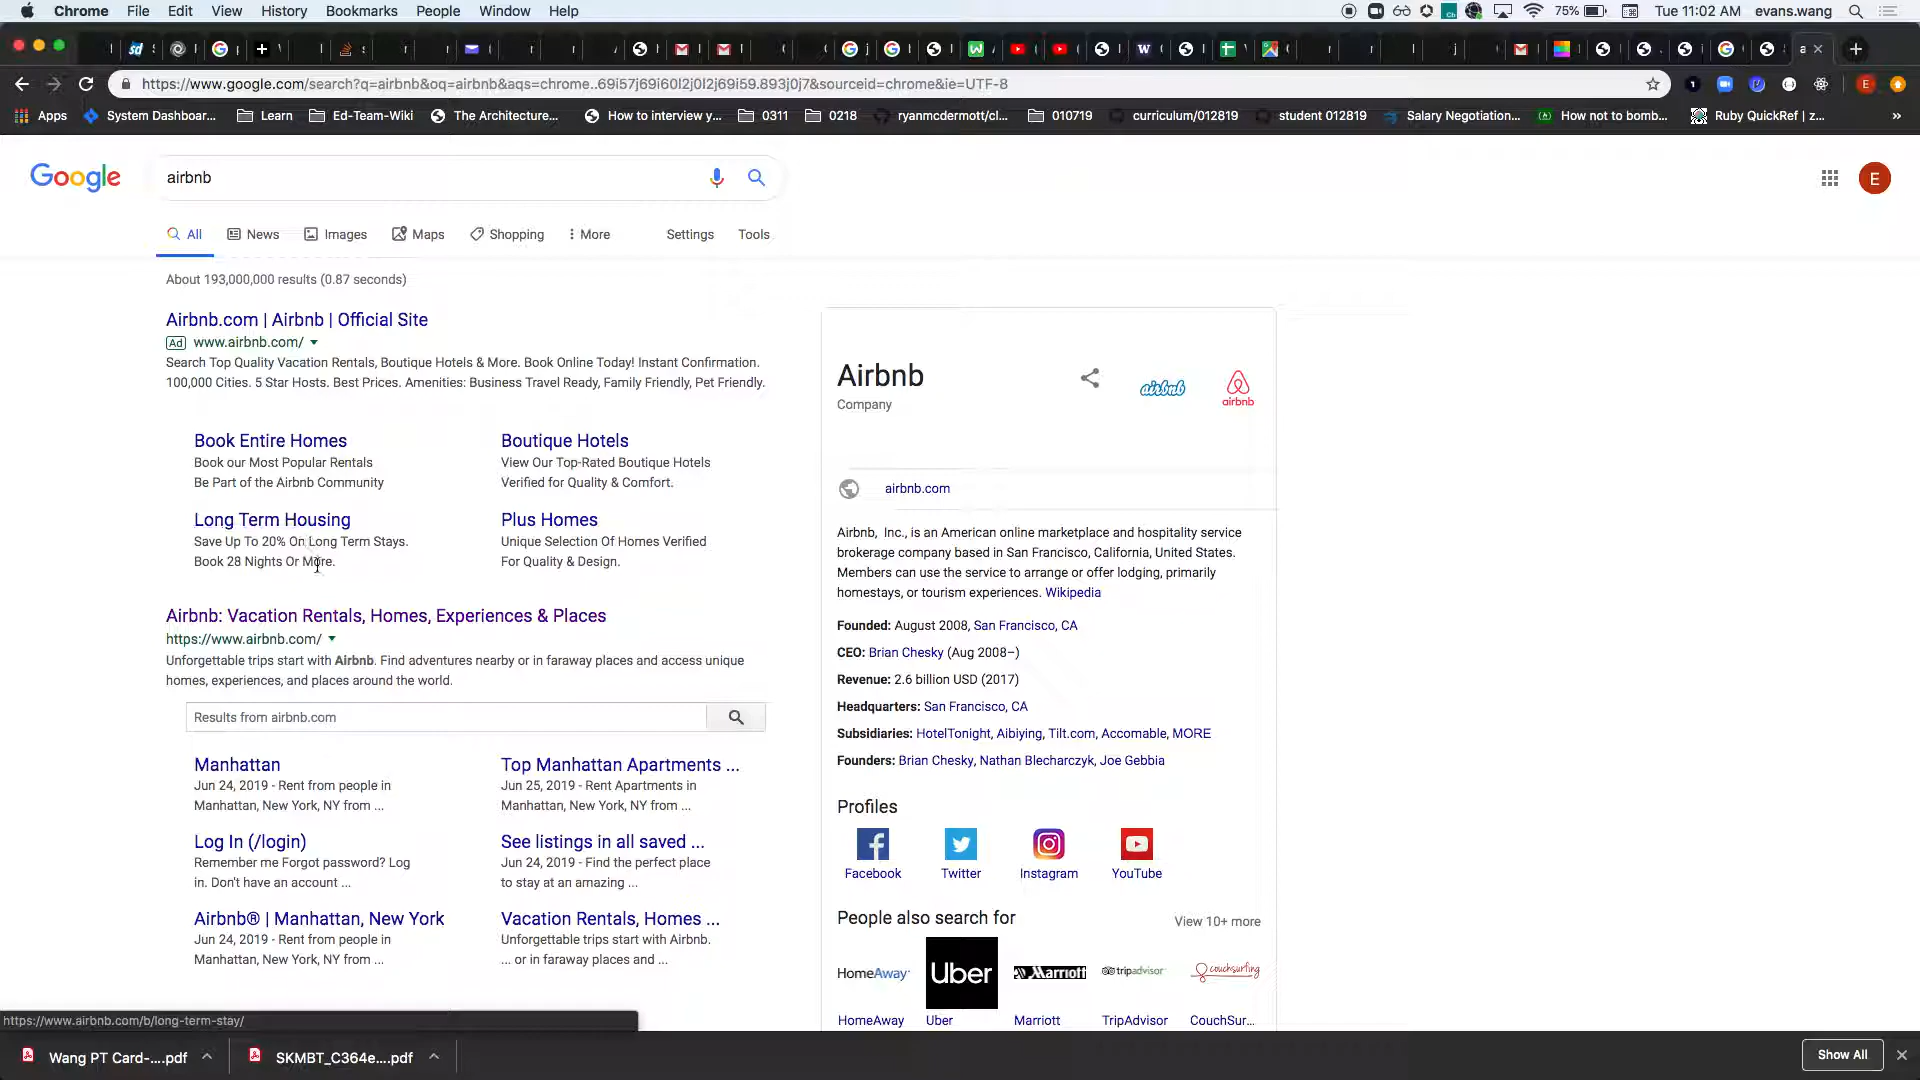 Chrome File Edit View History Bookmarks People Window Help
75% Tue 11:02 AM evans.wang
https://www.google.com/search?q=airbnb&oq=airbnb&aqs=chrome..69i57j69i60l2j0l2j69i59.893j0j7&sourceid=chrome&ie=UTF-8
Apps System Dashboar... Learn Ed-Team-Wiki The Architecture... How to interview y... 0311 0218 ryanmcdermott/cl... 010719 curriculum/012819 student 012819 Salary Negotiation... How not to bomb... Ruby QuickRef | z... »
Google
airbnb
E
All News Images Maps Shopping More Settings Tools
About 193,000,000 results (0.87 seconds)
Airbnb.com | Airbnb | Official Site
Ad www.airbnb.com/
Search Top Quality Vacation Rentals, Boutique Hotels & More. Book Online Today! Instant Confirmation.
100,000 Cities. 5 Star Hosts. Best Prices. Amenities: Business Travel Ready, Family Friendly, Pet Friendly.
Book Entire Homes
Book our Most Popular Rentals
Be Part of the Airbnb Community
Boutique Hotels
View Our Top-Rated Boutique Hotels
Verified for Quality & Comfort.
Long Term Housing
Save Up To 20% On Long Term Stays.
Book 28 Nights Or More.
Plus Homes
Unique Selection Of Homes Verified
For Quality & Design.
Airbnb: Vacation Rentals, Homes, Experiences & Places
https://www.airbnb.com/
Unforgettable trips start with Airbnb. Find adventures nearby or in faraway places and access unique
homes, experiences, and places around the world.
Results from airbnb.com
Manhattan
Jun 24, 2019 - Rent from people in
Manhattan, New York, NY from ...
Top Manhattan Apartments ...
Jun 25, 2019 - Rent Apartments in
Manhattan, New York, NY from ...
Log In (/login)
Remember me Forgot password? Log
in. Don't have an account ...
See listings in all saved ...
Jun 24, 2019 - Find the perfect place
to stay at an amazing ...
Airbnb® | Manhattan, New York
Jun 24, 2019 - Rent from people in
Manhattan, New York, NY from ...
Vacation Rentals, Homes ...
Unforgettable trips start with Airbnb.
... or in faraway places and ...
Airbnb
Company
airbnb
airbnb
airbnb.com
Airbnb, Inc., is an American online marketplace and hospitality service
brokerage company based in San Francisco, California, United States.
Members can use the service to arrange or offer lodging, primarily
homestays, or tourism experiences. Wikipedia
Founded: August 2008, San Francisco, CA
CEO: Brian Chesky (Aug 2008–)
Revenue: 2.6 billion USD (2017)
Headquarters: San Francisco, CA
Subsidiaries: HotelTonight, Aibiying, Tilt.com, Accomable, MORE
Founders: Brian Chesky, Nathan Blecharczyk, Joe Gebbia
Profiles
Facebook Twitter Instagram YouTube
People also search for View 10+ more
HomeAway Uber Marriott tripadvisor couchsurfing
HomeAway Uber Marriott TripAdvisor CouchSur...
https://www.airbnb.com/b/long-term-stay/
Wang PT Card-....pdf SKMBT_C364e....pdf Show All